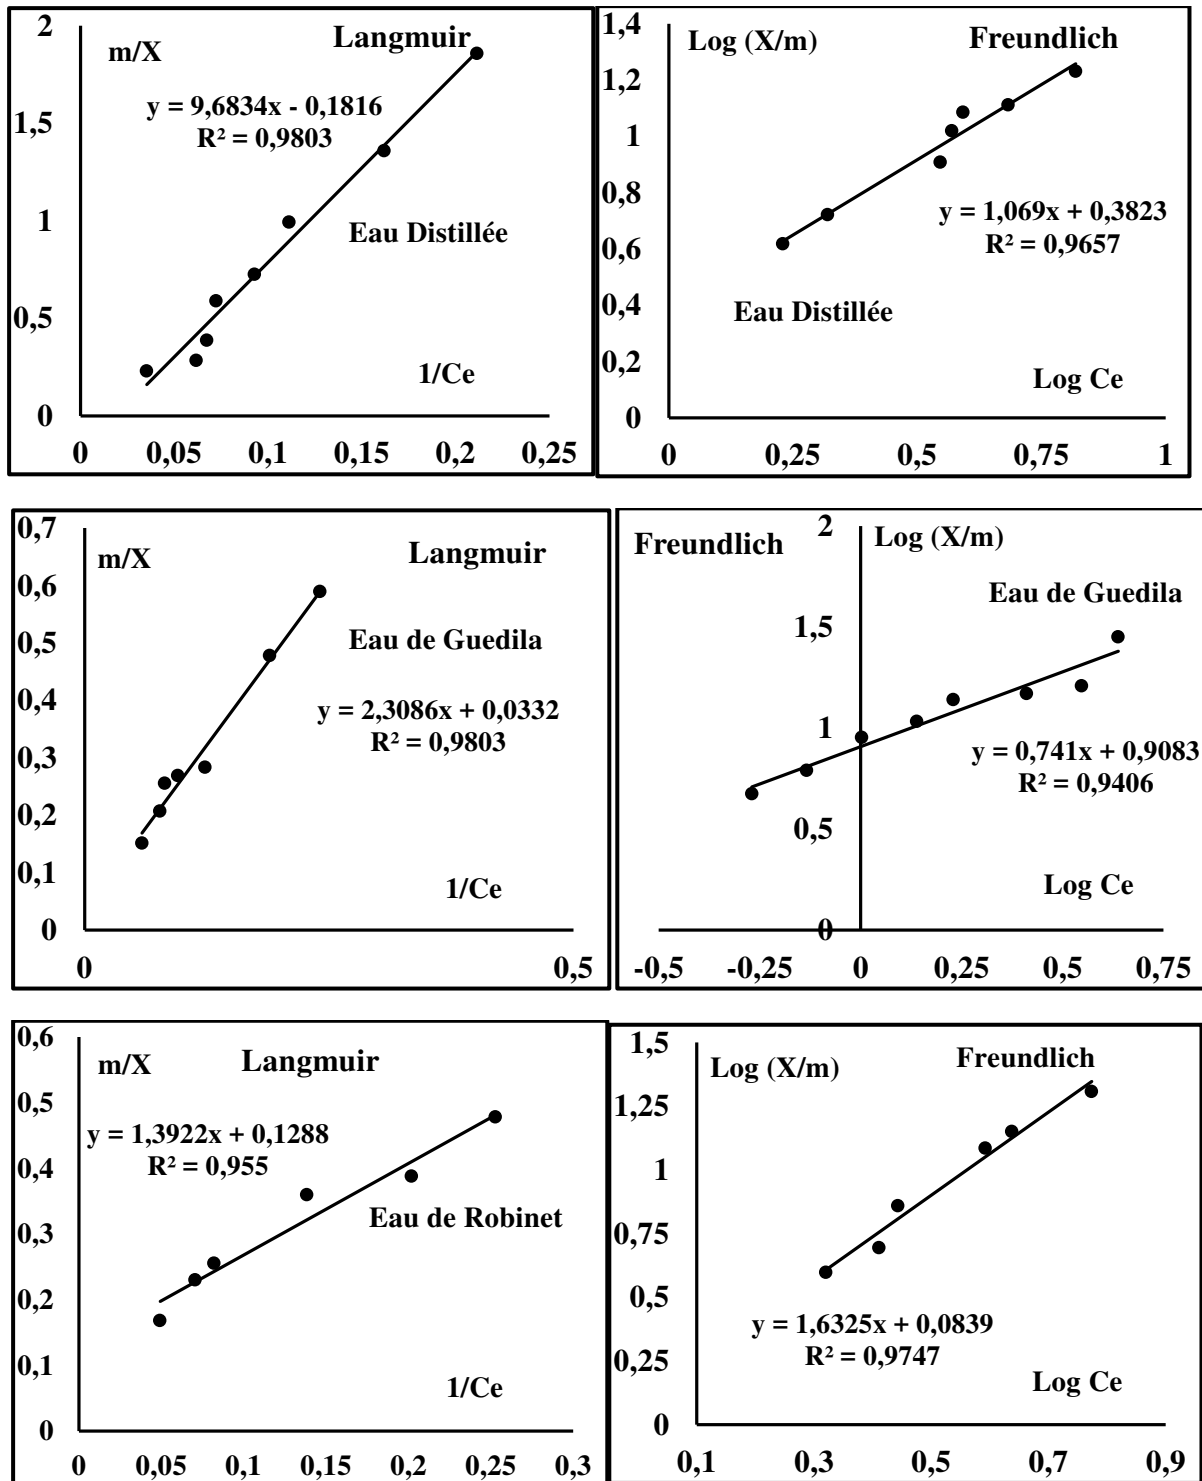 2
1,5
1
0,5
0
m/X
Langmuir
y = 9,6834x - 0,1816
R² = 0,9803
Eau Distillée
1/Ce
0 0,05 0,1 0,15 0,2 0,25
1,4
1,2
1
0,8
0,6
0,4
0,2
0
Log (X/m)
Freundlich
y = 1,069x + 0,3823
R² = 0,9657
Eau Distillée
Log Ce
0 0,25 0,5 0,75 1
0,7
0,6
0,5
0,4
0,3
0,2
0,1
0
m/X
Langmuir
Eau de Guedila
y = 2,3086x + 0,0332
R² = 0,9803
1/Ce
0 0,5
Freundlich
2
1,5
1
0,5
0
Log (X/m)
Eau de Guedila
y = 0,741x + 0,9083
R² = 0,9406
Log Ce
-0,5 -0,25 0 0,25 0,5 0,75
0,6
0,5
0,4
0,3
0,2
0,1
0
m/X
Langmuir
y = 1,3922x + 0,1288
R² = 0,955
Eau de Robinet
1/Ce
0 0,05 0,1 0,15 0,2 0,25 0,3
1,5
1,25
1
0,75
0,5
0,25
0
Log (X/m)
Freundlich
y = 1,6325x + 0,0839
R² = 0,9747
Log Ce
0,1 0,3 0,5 0,7 0,9